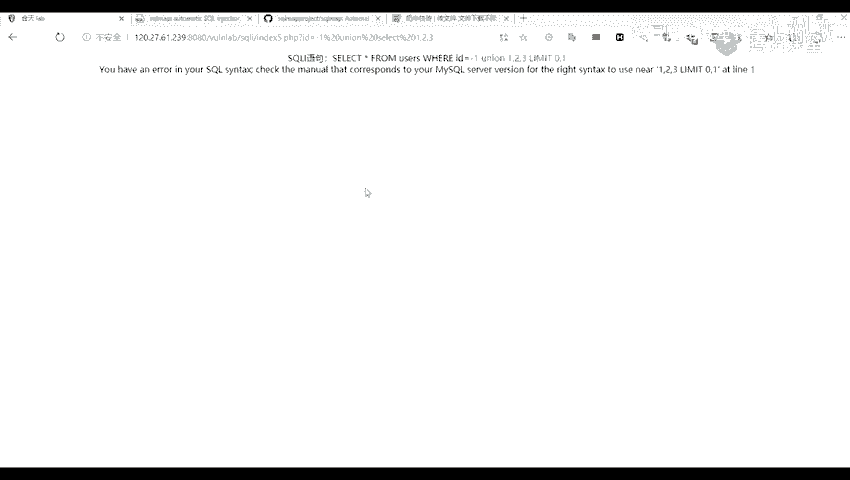 合天 lab
sqlmap: automatic SQL injection
sqlmapproject/sqlmap: Automat
不安全 | 120.27.61.239:8080/vulnlab/sqli/index5.php?id=-1%20union%20select%201,2,3
SQL语句：SELECT * FROM users WHERE id=-1 union 1,2,3 LIMIT 0,1
You have an error in your SQL syntax; check the manual that corresponds to your MySQL server version for the right syntax to use near '1,2,3 LIMIT 0,1' at line 1